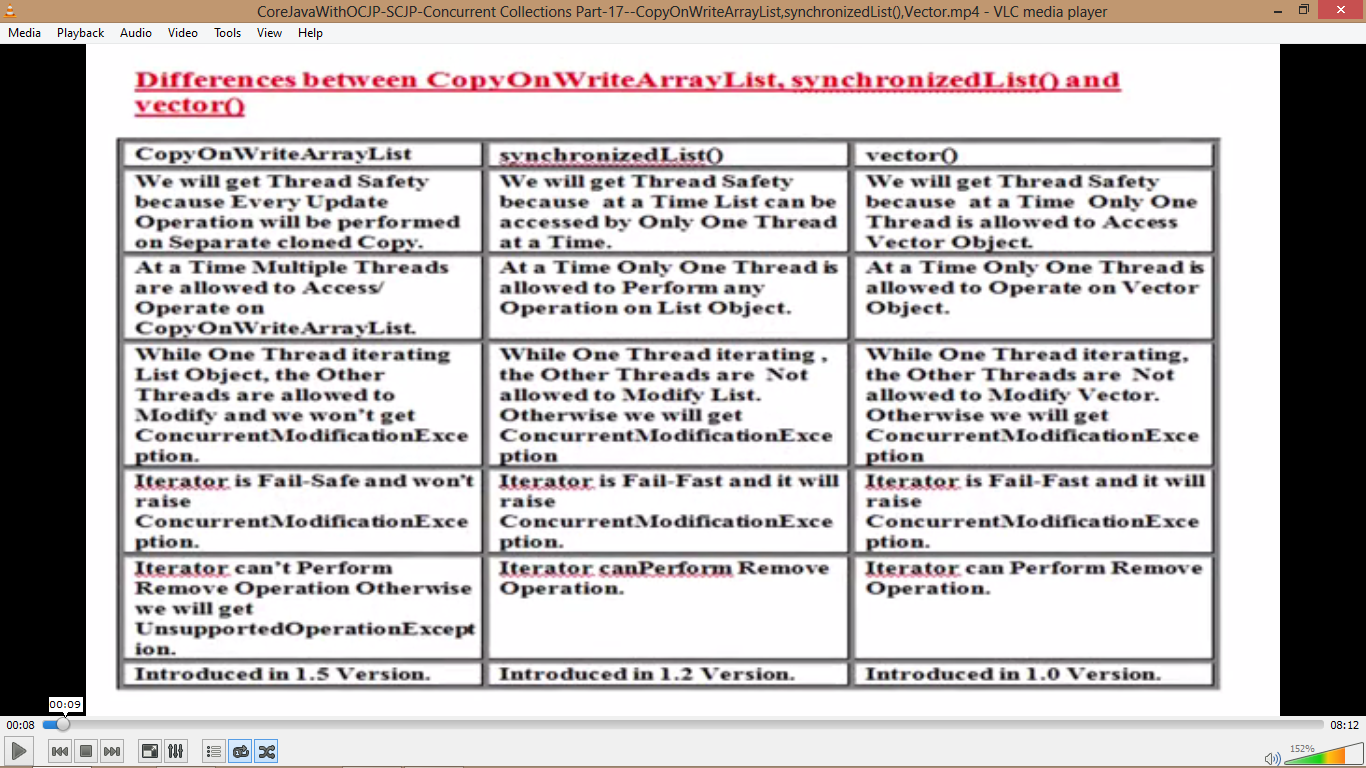 CoreJavaWithOCJP-SCJP-Concurrent Collections Part-17--CopyOnWriteArrayList,synchronizedList(),Vector.mp4 - VLC media player
Media Playback Audio Video Tools View Help
Differences between CopyOnWriteArrayList, synchronizedList() and
vector()
CopyOnWriteArrayList
synchronizedList()
vector()
We will get Thread Safety
because Every Update
Operation will be performed
on Separate cloned Copy.
We will get Thread Safety
because at a Time List can be
accessed by Only One Thread
at a Time.
We will get Thread Safety
because at a Time Only One
Thread is allowed to Access
Vector Object.
At a Time Multiple Threads
are allowed to Access/
Operate on
CopyOnWriteArrayList.
At a Time Only One Thread is
allowed to Perform any
Operation on List Object.
At a Time Only One Thread is
allowed to Operate on Vector
Object.
While One Thread iterating
List Object, the Other
Threads are allowed to
Modify and we won't get
ConcurrentModificationExce
ption.
While One Thread iterating ,
the Other Threads are Not
allowed to Modify List.
Otherwise we will get
ConcurrentModificationExce
ption
While One Thread iterating,
the Other Threads are Not
allowed to Modify Vector.
Otherwise we will get
ConcurrentModificationExce
ption
Iterator is Fail-Safe and won't
raise
ConcurrentModificationExce
ption.
Iterator is Fail-Fast and it will
raise
ConcurrentModificationExce
ption.
Iterator is Fail-Fast and it will
raise
ConcurrentModificationExce
ption.
Iterator can't Perform
Remove Operation Otherwise
we will get
UnsupportedOperationExcept
ion.
Iterator canPerform Remove
Operation.
Iterator can Perform Remove
Operation.
Introduced in 1.5 Version.
Introduced in 1.2 Version.
Introduced in 1.0 Version.
00:09
00:08
08:12
152%